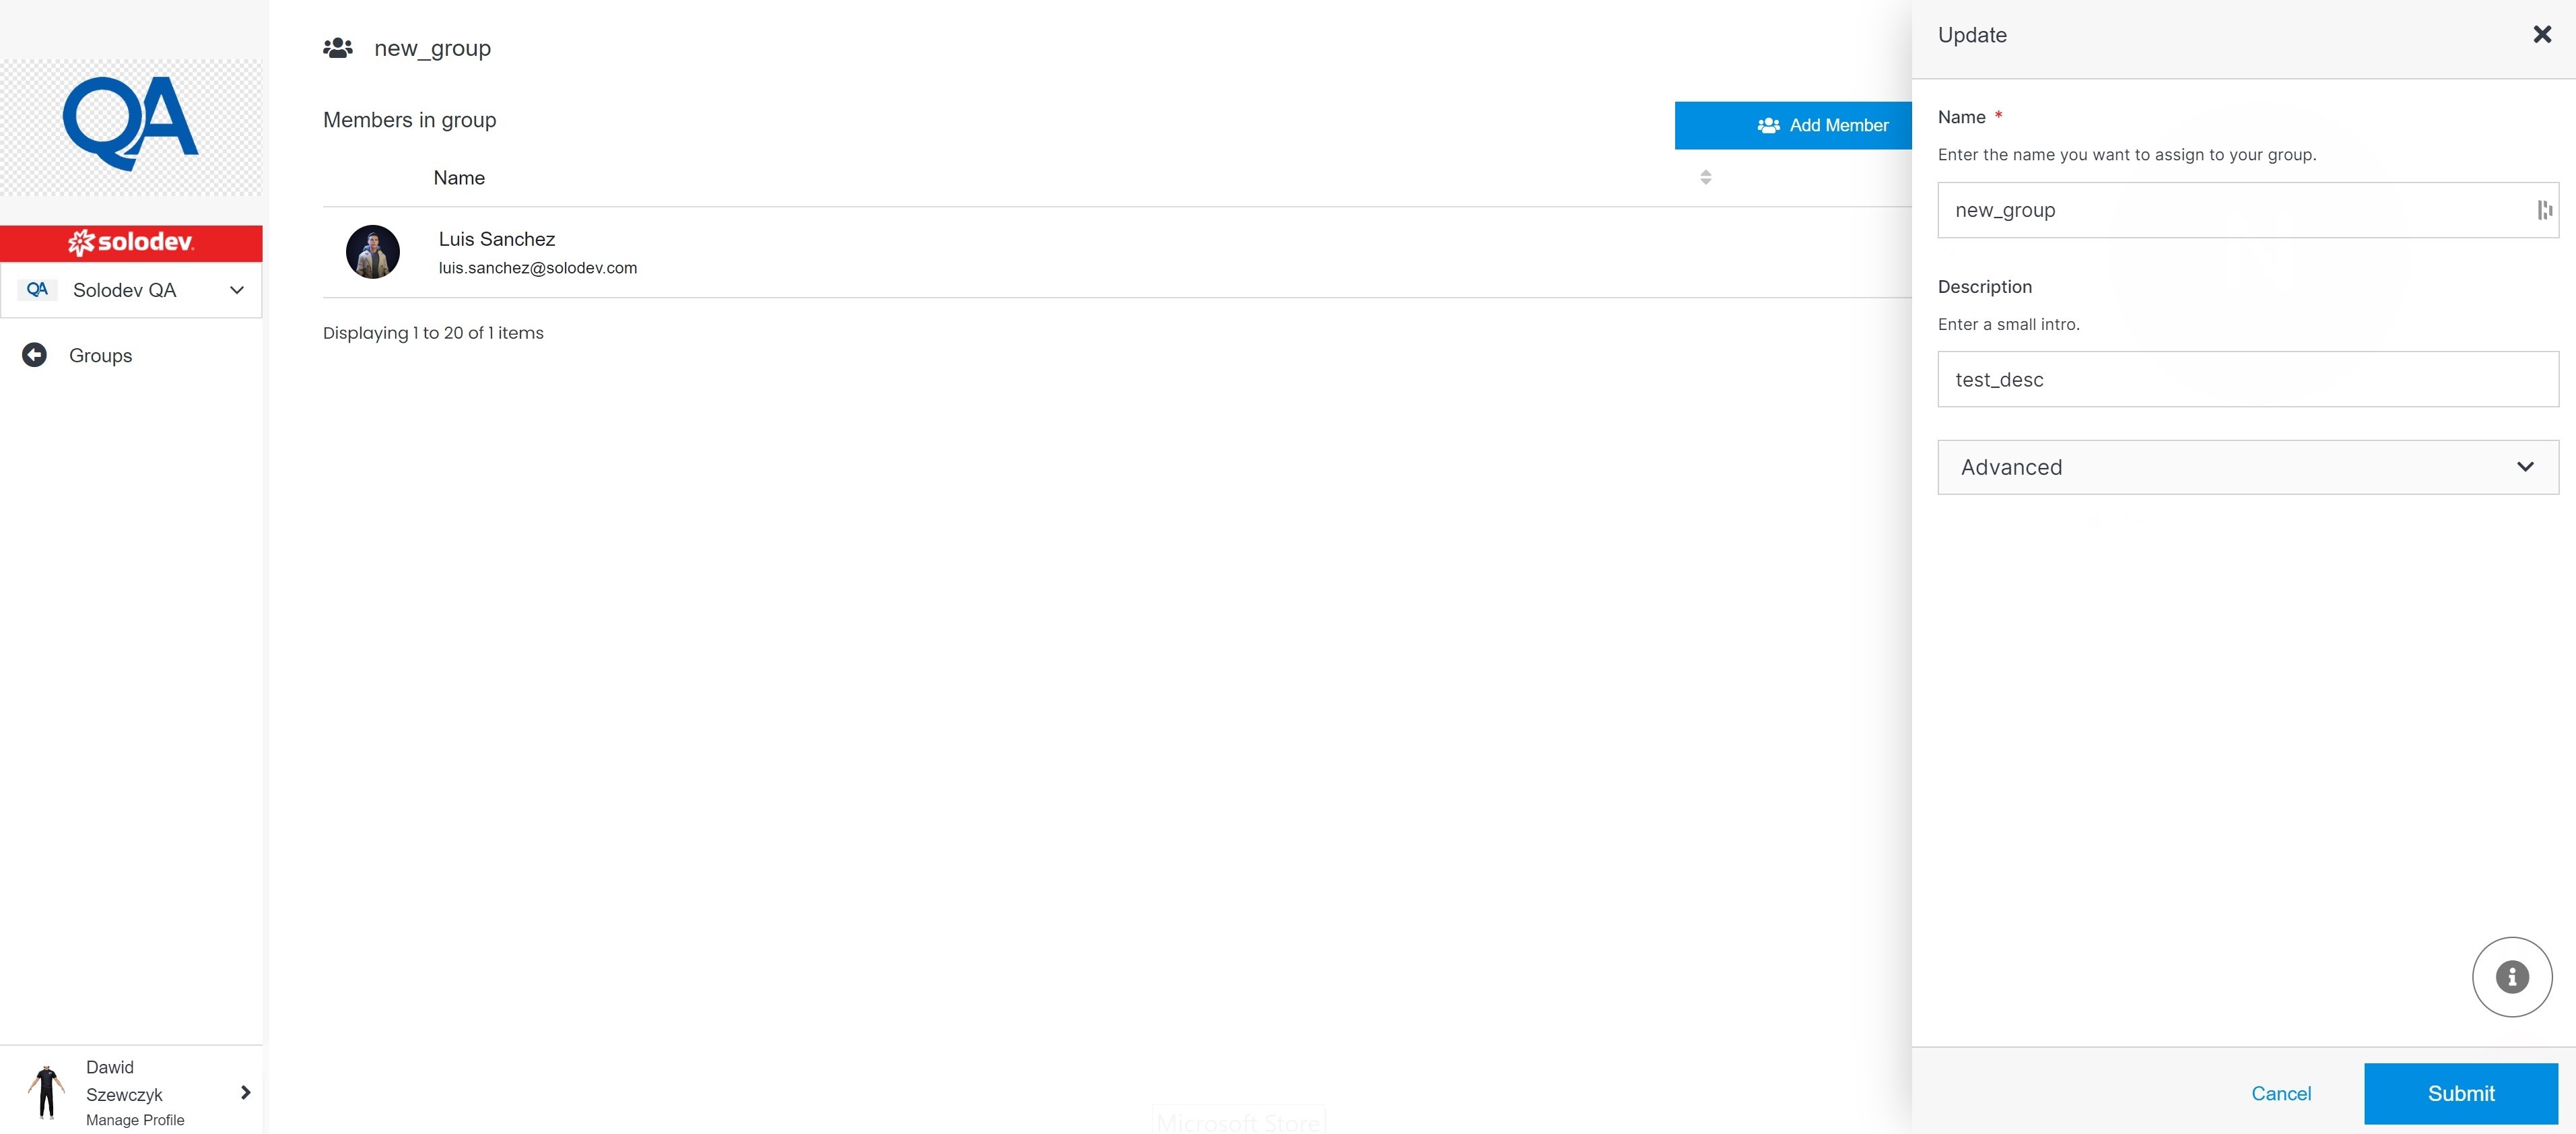 QA
solodev
QA Solodev QA
Groups
Dawid
Szewczyk
Manage Profile
new_group
Members in group
Add Member
Name
Luis Sanchez
luis.sanchez@solodev.com
Displaying 1 to 20 of 1 items
Microsoft Store
Update
Name *
Enter the name you want to assign to your group.
new_group
Description
Enter a small intro.
test_desc
Advanced
Cancel
Submit